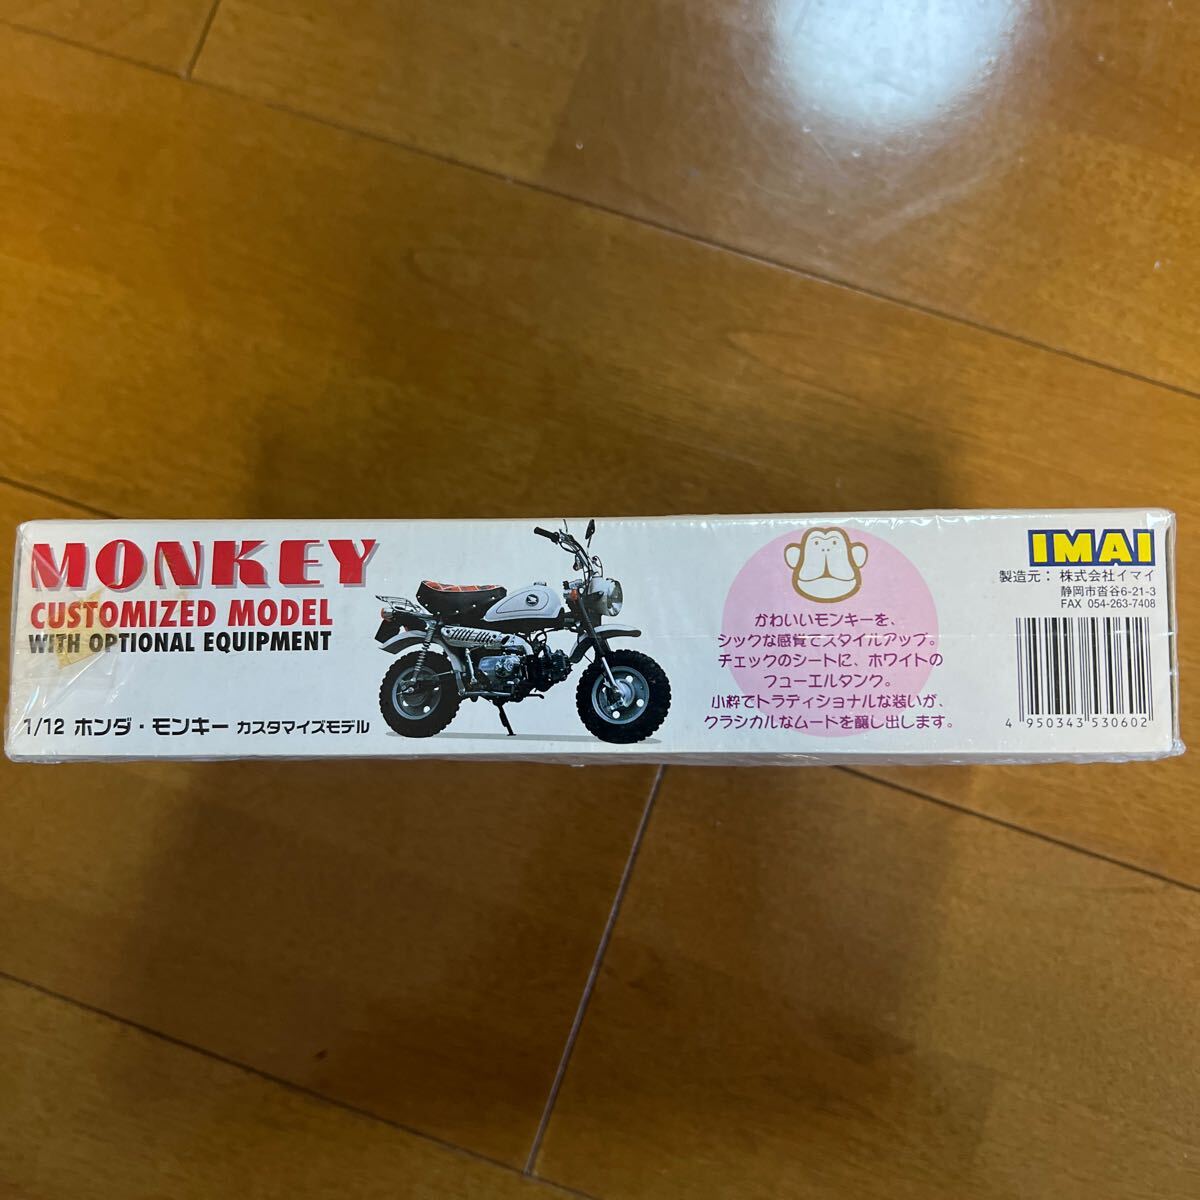 MONKEY
CUSTOMIZED MODEL
WITH OPTIONAL EQUIPMENT
1/12 ホンダ・モンキー カスタマイズモデル
かわいいモンキーを、
シックな感覚でスタイルアップ。
チェックのシートに、ホワイトの
フューエルタンク。
小粋でトラディショナルな装いが、
クラシカルなムードを醸し出します。
IMAI
製造元：株式会社イマイ
静岡市沓谷6-21-3
FAX 054-263-7408
4 950343 530602